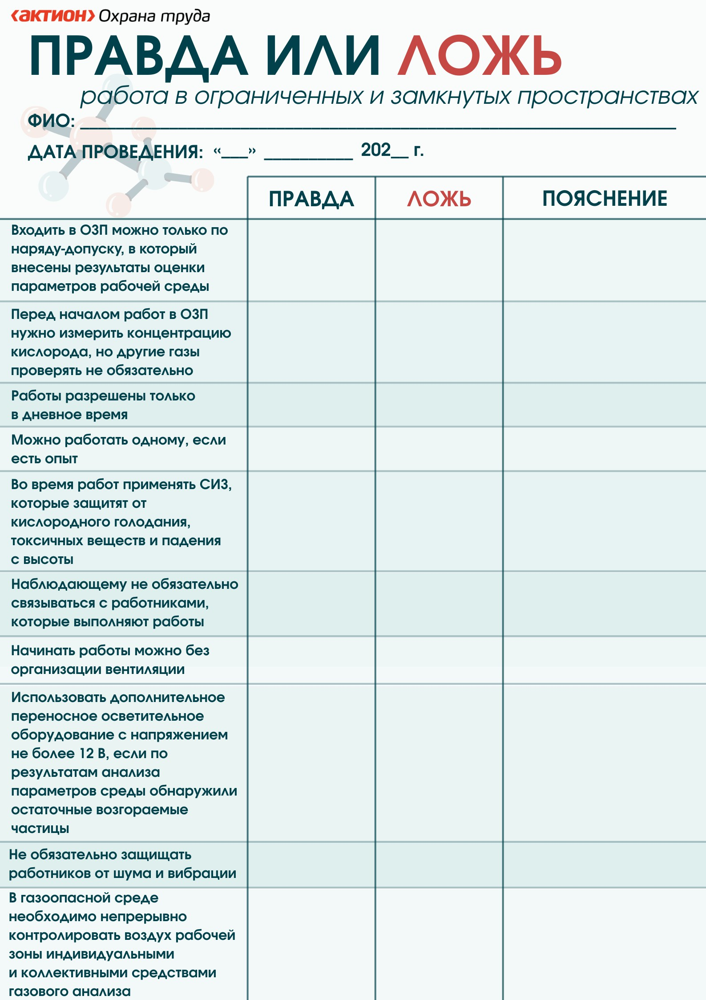 ‹актион› Охрана труда
ПРАВДА ИЛИ ЛОЖЬ
работа в ограниченных и замкнутых пространствах
ФИО: ___________________________________________________________________
ДАТА ПРОВЕДЕНИЯ: «___» __________ 202__ г.
ПРАВДА ЛОЖЬ ПОЯСНЕНИЕ
Входить в ОЗП можно только по
наряду-допуску, в который
внесены результаты оценки
параметров рабочей среды
Перед началом работ в ОЗП
нужно измерить концентрацию
кислорода, но другие газы
проверять не обязательно
Работы разрешены только
в дневное время
Можно работать одному, если
есть опыт
Во время работ применять СИЗ,
которые защитят от
кислородного голодания,
токсичных веществ и падения
с высоты
Наблюдающему не обязательно
связываться с работниками,
которые выполняют работы
Начинать работы можно без
организации вентиляции
Использовать дополнительное
переносное осветительное
оборудование с напряжением
не более 12 В, если по
результатам анализа
параметров среды обнаружили
остаточные возгораемые
частицы
Не обязательно защищать
работников от шума и вибрации
В газоопасной среде
необходимо непрерывно
контролировать воздух рабочей
зоны индивидуальными
и коллективными средствами
газового анализа